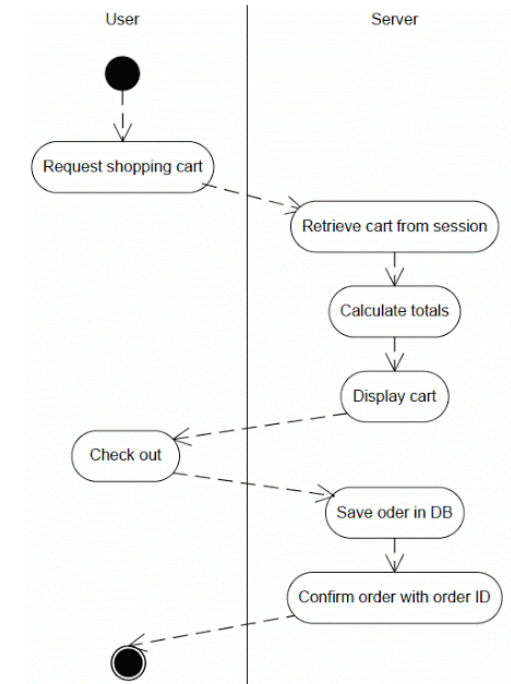 User
Server
Request shopping cart
Retrieve cart from session
Calculate totals
Display cart
Check out
Save oder in DB
Confirm order with order ID